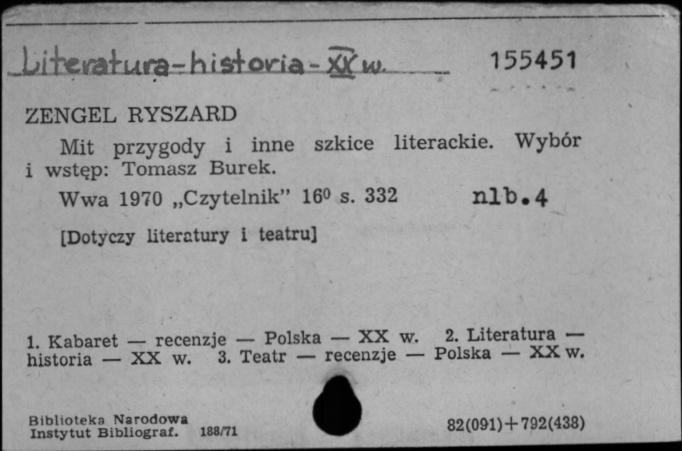 Literatura-historia-XX w. 155451
ZENGEL RYSZARD
Mit przygody i inne szkice literackie. Wybór
i wstęp: Tomasz Burek.
Wwa 1970 „Czytelnik” 16⁰ s. 332 nlb.4
[Dotyczy literatury i teatru]
1. Kabaret — recenzje — Polska — XX w. 2. Literatura —
historia — XX w. 3. Teatr — recenzje — Polska — XX w.
Biblioteka Narodowa
Instytut Bibliograf. 188/71 82(091)+792(438)